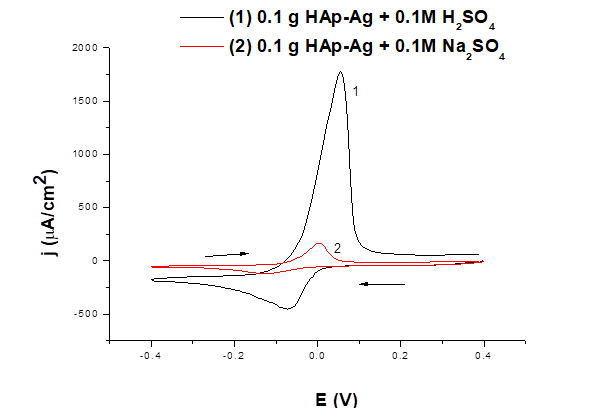 (1) 0.1 g HAp-Ag + 0.1M H₂SO₄
(2) 0.1 g HAp-Ag + 0.1M Na₂SO₄
2000
1500
1000
500
0
-500
j (μA/cm²)
1
2
-0.4 -0.2 0.0 0.2 0.4
E (V)